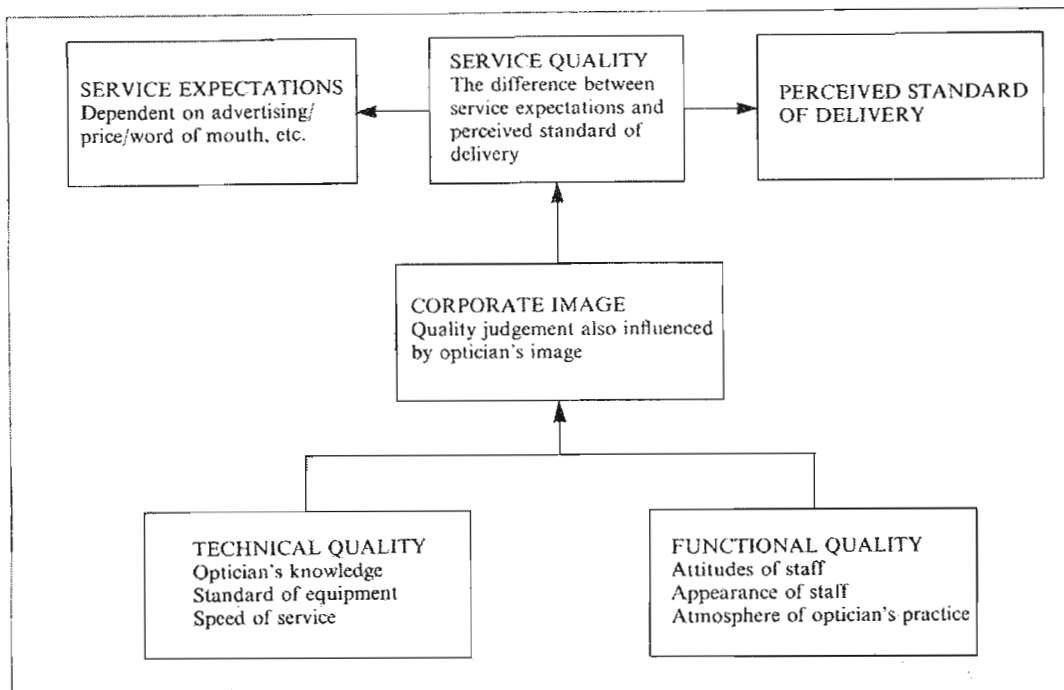 SERVICE EXPECTATIONS
Dependent on advertising/
price/word of mouth, etc.
SERVICE QUALITY
The difference between
service expectations and
perceived standard of
delivery
PERCEIVED STANDARD
OF DELIVERY
CORPORATE IMAGE
Quality judgement also influenced
by optician's image
TECHNICAL QUALITY
Optician's knowledge
Standard of equipment
Speed of service
FUNCTIONAL QUALITY
Attitudes of staff
Appearance of staff
Atmosphere of optician's practice